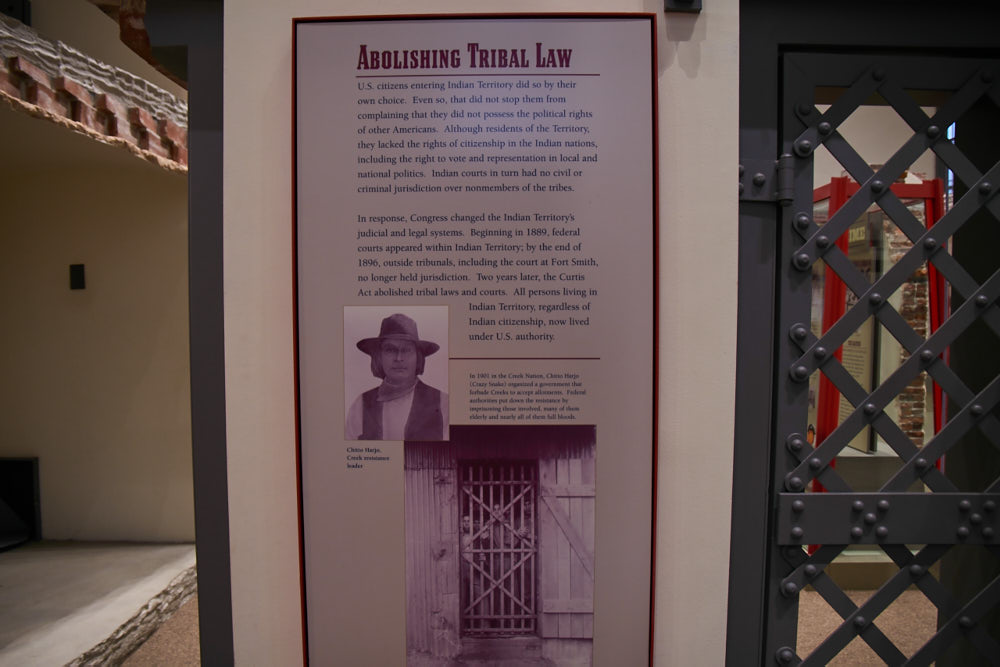 ABOLISHING TRIBAL LAW
U.S. citizens entering Indian Territory did so by their
own choice. Even so, that did not stop them from
complaining that they did not possess the political rights
of other Americans. Although residents of the Territory,
they lacked the rights of citizenship in the Indian nations,
including the right to vote and representation in local and
national politics. Indian courts in turn had no civil or
criminal jurisdiction over nonmembers of the tribes.
In response, Congress changed the Indian Territory's
judicial and legal systems. Beginning in 1889, federal
courts appeared within Indian Territory; by the end of
1896, outside tribunals, including the court at Fort Smith,
no longer held jurisdiction. Two years later, the Curtis
Act abolished tribal laws and courts. All persons living in
Indian Territory, regardless of
Indian citizenship, now lived
under U.S. authority.
In 1901 in the Creek Nation, Chitto Harjo
(Crazy Snake) organized a government that
forbade Creeks to accept allotments. Federal
authorities put down the resistance by
imprisoning those involved, many of them
elderly and nearly all of them full bloods.
Chitto Harjo,
Creek resistance
leader